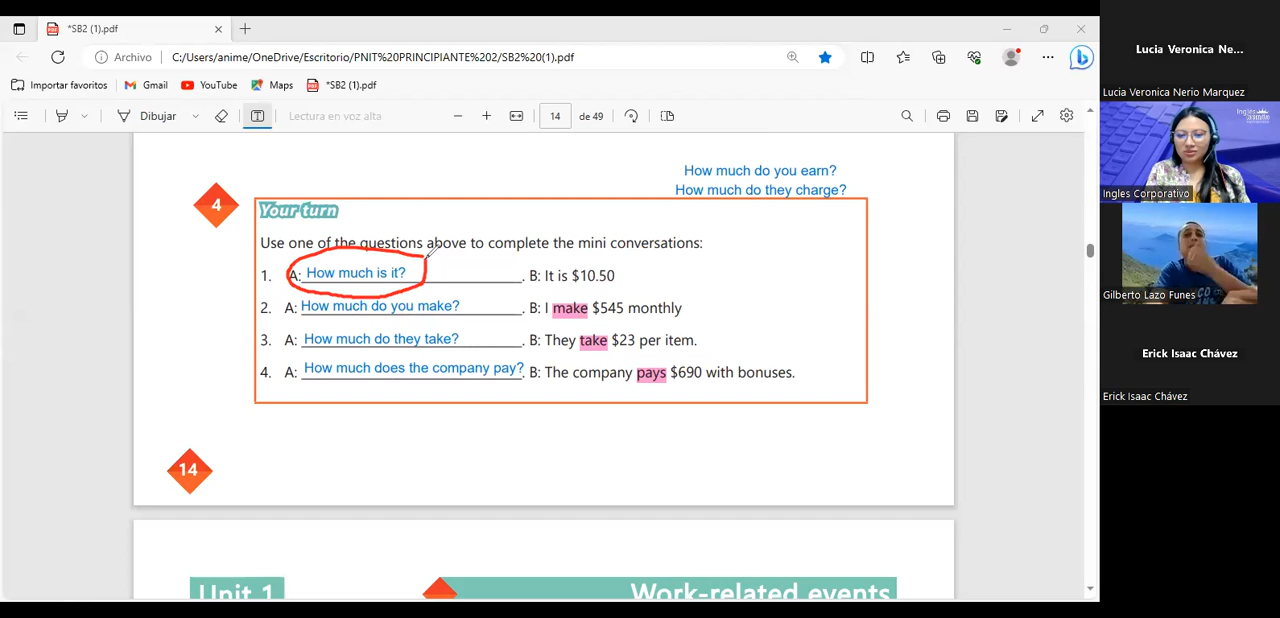 *SB2 (1).pdf
Archivo
C:/Users/anime/OneDrive/Escritorio/PNIT%20PRINCIPIANTE%202/SB2%20(1).pdf
Importar favoritos
Gmail
YouTube
Maps
*SB2 (1).pdf
Dibujar
Lectura en voz alta
14
de 49
How much do you earn?
How much do they charge?
4
Your turn
Use one of the questions above to complete the mini conversations:
1. A: How much is it? . B: It is $10.50
2. A: How much do you make? . B: I make $545 monthly
3. A: How much do they take? . B: They take $23 per item.
4. A: How much does the company pay? . B: The company pays $690 with bonuses.
14
Unit 1
Work-related events
Lucia Veronica Ne...
Lucia Veronica Nerio Marquez
Ingles Corporativo
Gilberto Lazo Funes
Erick Isaac Chávez
Erick Isaac Chávez